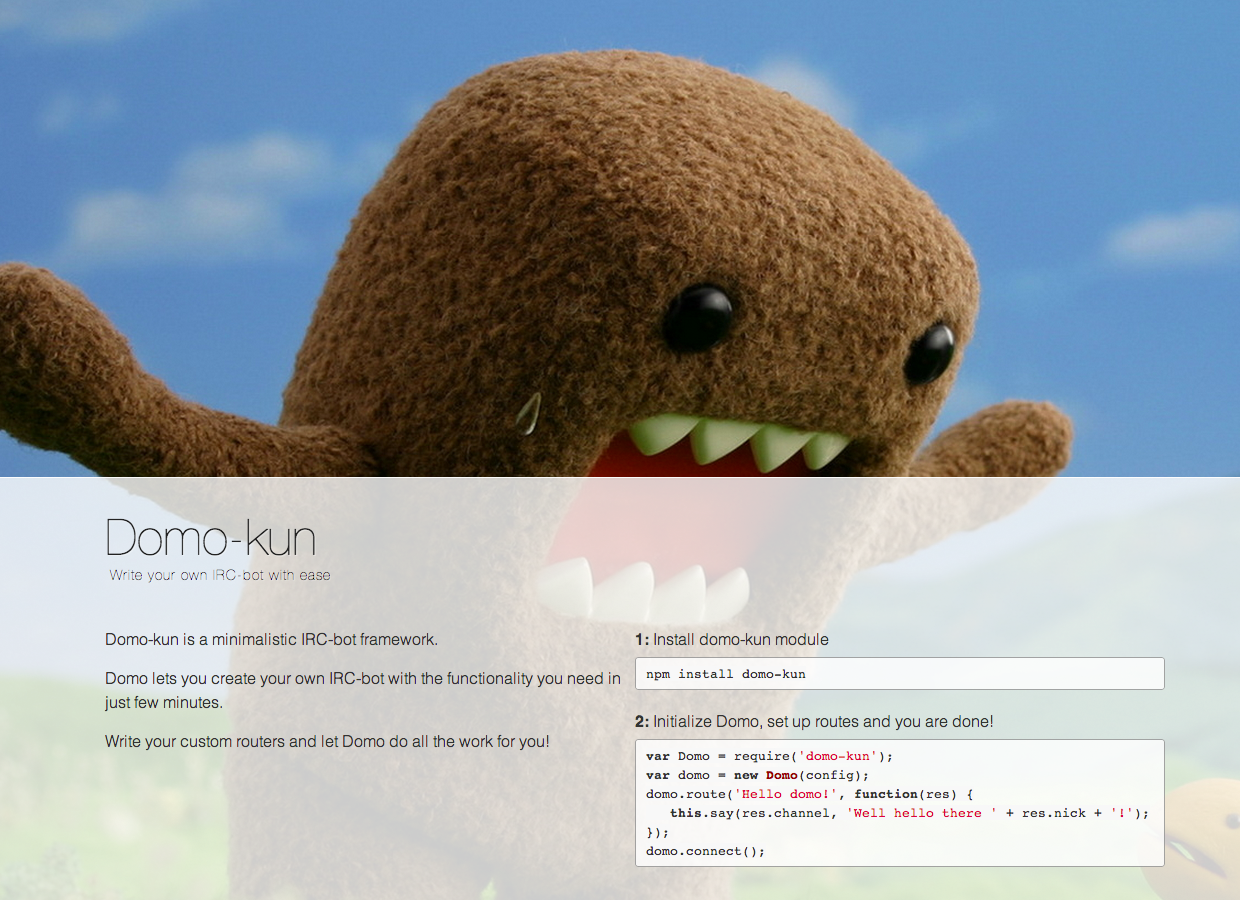 Domo-kun
Write your own IRC-bot with ease
Domo-kun is a minimalistic IRC-bot framework.
Domo lets you create your own IRC-bot with the functionality you need in
just few minutes.
Write your custom routers and let Domo do all the work for you!
1: Install domo-kun module
npm install domo-kun
2: Initialize Domo, set up routes and you are done!
var Domo = require('domo-kun');
var domo = new Domo(config);
domo.route('Hello domo!', function(res) {
   this.say(res.channel, 'Well hello there ' + res.nick + '!');
});
domo.connect();